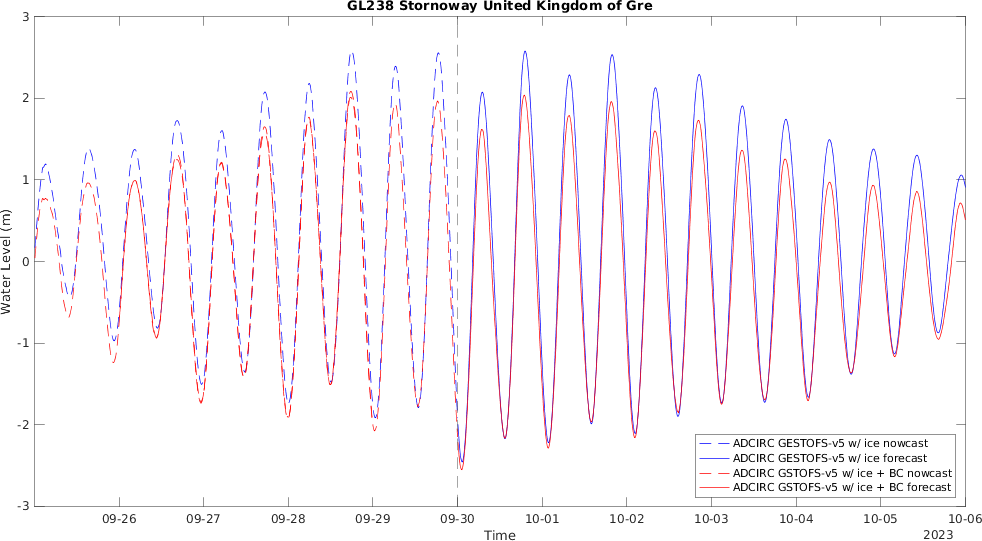 GL238 Stornoway United Kingdom of Gre
3
2
1
0
-1
-2
-3
Water Level (m)
ADCIRC GESTOFS-v5 w/ ice nowcast
ADCIRC GESTOFS-v5 w/ ice forecast
ADCIRC GSTOFS-v5 w/ ice + BC nowcast
ADCIRC GSTOFS-v5 w/ ice + BC forecast
09-26 09-27 09-28 09-29 09-30 10-01 10-02 10-03 10-04 10-05 10-06
Time
2023